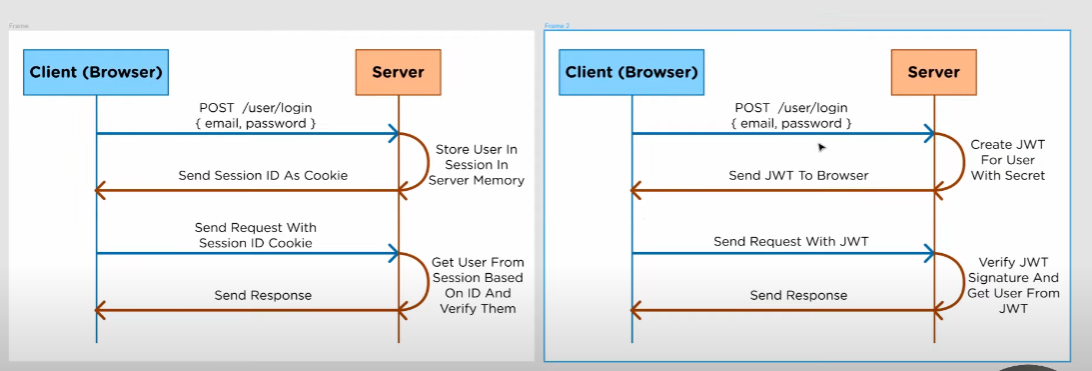 Frame
Client (Browser)
Server
POST /user/login
{ email, password }
Store User In
Session In
Server Memory
Send Session ID As Cookie
Send Request With
Session ID Cookie
Get User From
Session Based
On ID And
Verify Them
Send Response
Frame 2
Client (Browser)
Server
POST /user/login
{ email, password }
Create JWT
For User
With Secret
Send JWT To Browser
Send Request With JWT
Verify JWT
Signature And
Get User From
JWT
Send Response